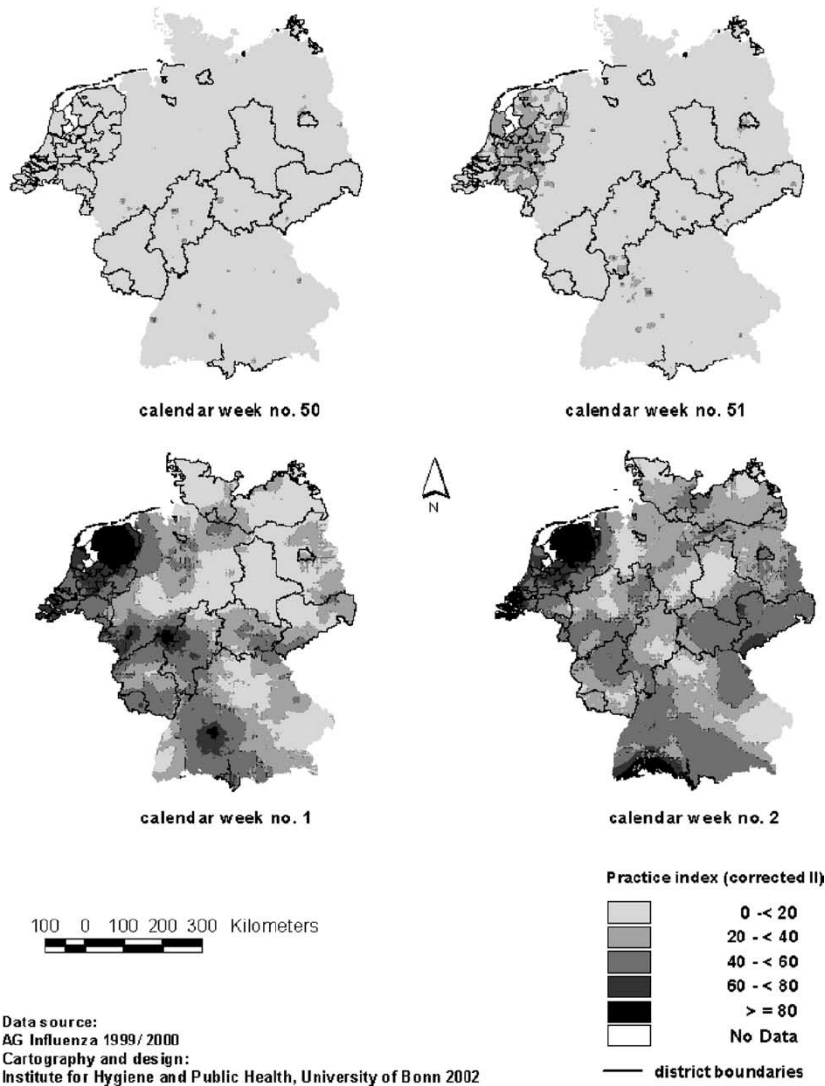 calendar week no. 50
calendar week no. 51
N
calendar week no. 1
calendar week no. 2
Practice index (corrected II)
0 -< 20
20 -< 40
40 -< 60
60 -< 80
> = 80
No Data
district boundaries
100 0 100 200 300 Kilometers
Data source:
AG Influenza 1999/2000
Cartography and design:
Institute for Hygiene and Public Health, University of Bonn 2002